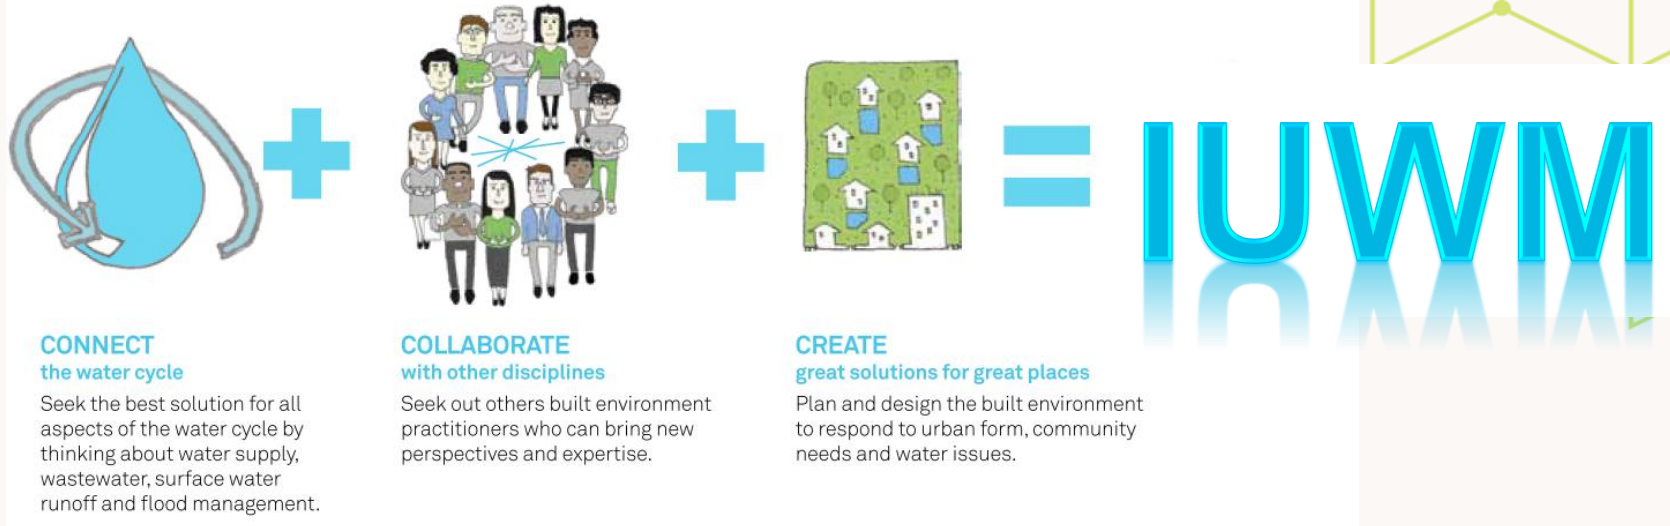 IUWM
CONNECT
the water cycle
Seek the best solution for all
aspects of the water cycle by
thinking about water supply,
wastewater, surface water
runoff and flood management.
COLLABORATE
with other disciplines
Seek out others built environment
practitioners who can bring new
perspectives and expertise.
CREATE
great solutions for great places
Plan and design the built environment
to respond to urban form, community
needs and water issues.